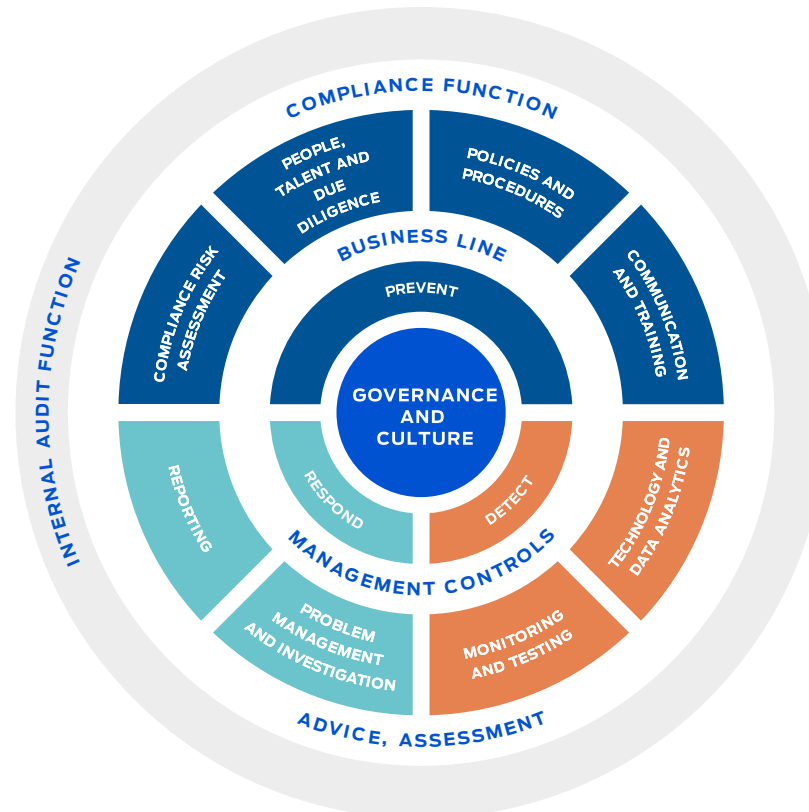 COMPLIANCE FUNCTION
PEOPLE,
TALENT AND
DUE
DILIGENCE
POLICIES AND
PROCEDURES
COMPLIANCE RISK
ASSESSMENT
BUSINESS LINE
COMMUNICATION
AND TRAINING
PREVENT
INTERNAL AUDIT FUNCTION
GOVERNANCE
AND
CULTURE
REPORTING
RESPOND
DETECT
TECHNOLOGY AND
DATA ANALYTICS
MANAGEMENT CONTROLS
PROBLEM
MANAGEMENT
AND INVESTIGATION
MONITORING
AND TESTING
ADVICE, ASSESSMENT